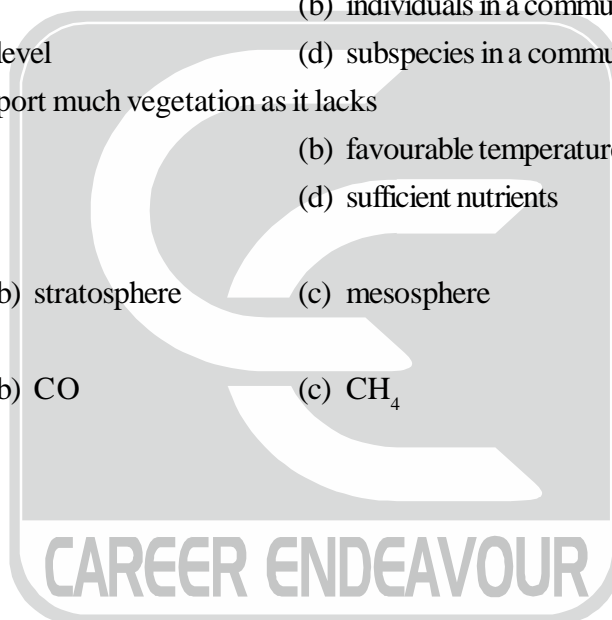 (b) individuals in a commu
level (d) subspecies in a commu
port much vegetation as it lacks
(b) favourable temperature
(d) sufficient nutrients
b) stratosphere (c) mesosphere
b) CO (c) CH₄
CAREER ENDEAVOUR